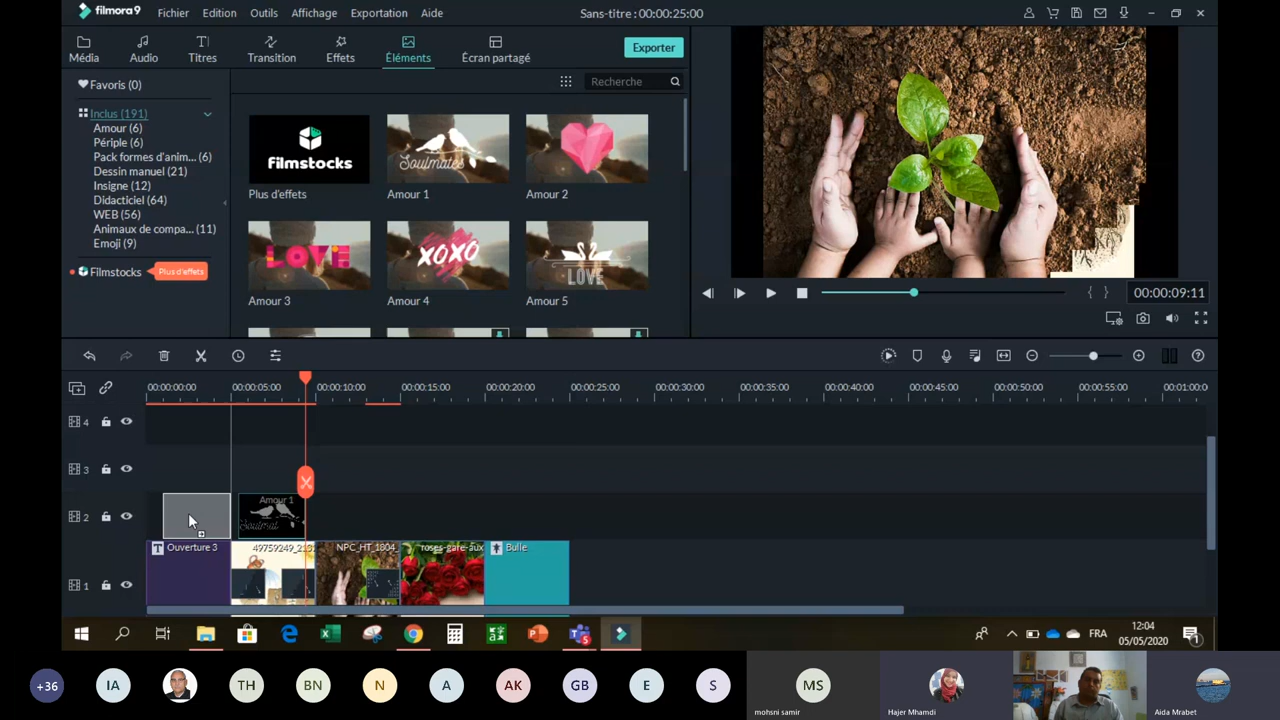 filmora9 Fichier Edition Outils Affichage Exportation Aide Sans-titre : 00:00:25:00
Média Audio Titres Transition Effets Éléments Écran partagé Exporter
Favoris (0)
Recherche
Inclus (191)
Amour (6)
Périple (6)
Pack formes d'anim... (6)
Dessin manuel (21)
Insigne (12)
Didacticiel (64)
WEB (56)
Animaux de compa... (11)
Emoji (9)
Filmstocks Plus d'effets
filmstocks
Soulmates
Plus d'effets Amour 1 Amour 2
LOVE XOXO LOVE
Amour 3 Amour 4 Amour 5
00:00:09:11
00:00:00:00 00:00:05:00 00:00:10:00 00:00:15:00 00:00:20:00 00:00:25:00 00:00:30:00 00:00:35:00 00:00:40:00 00:00:45:00 00:00:50:00 00:00:55:00 00:01:00:0
4
3
2 Amour 1
Soulmat
T Ouverture 3 NPC_HT_1804_ roses-gare-aux Bulle
1
12:04
FRA
05/05/2020
1
5
+36 IA TH BN N A AK GB E S MS
mohsni samir Hajer Mhamdi Aida Mrabet